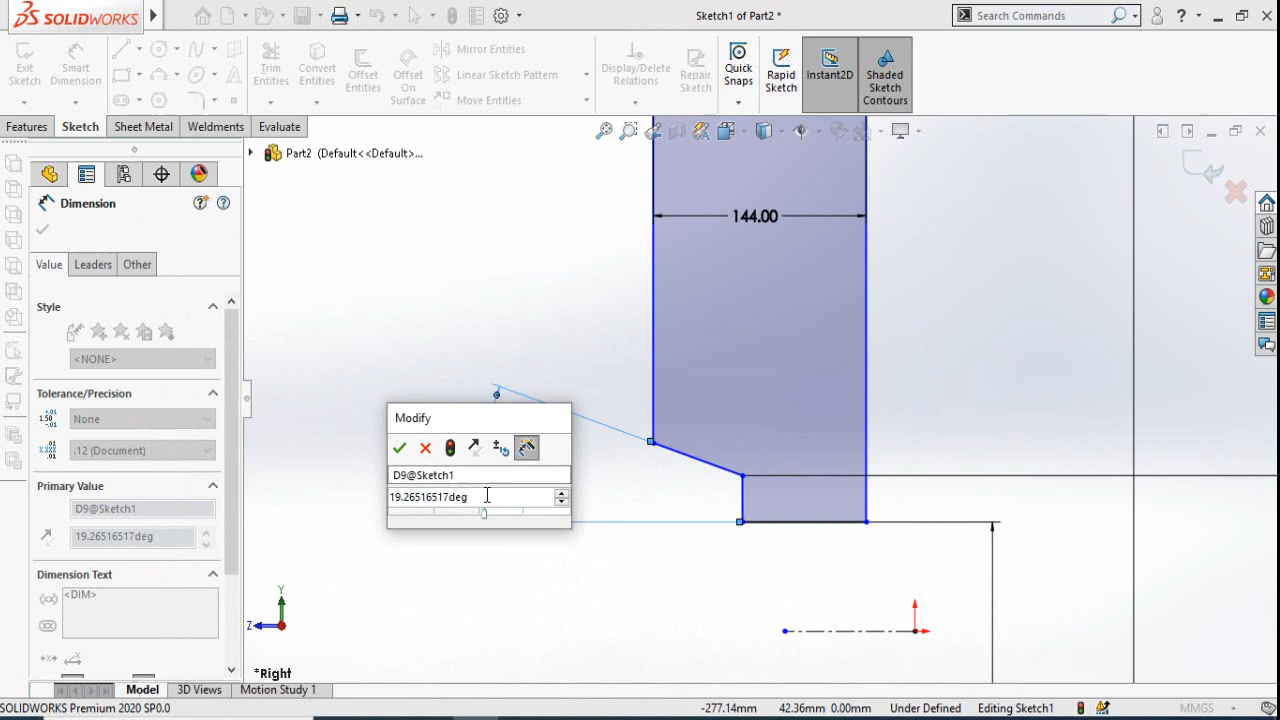 SOLIDWORKS
Sketch1 of Part2 *
Search Commands
?
Exit Sketch
Smart Dimension
Trim Entities
Convert Entities
Offset Entities
Offset On Surface
Mirror Entities
Linear Sketch Pattern
Move Entities
Display/Delete Relations
Repair Sketch
Quick Snaps
Rapid Sketch
Instant2D
Shaded Sketch Contours
Features
Sketch
Sheet Metal
Weldments
Evaluate
Part2 (Default<<Default>...
Dimension
Value
Leaders
Other
Style
<NONE>
Tolerance/Precision
None
.12 (Document)
Primary Value
D9@Sketch1
19.26516517deg
Dimension Text
<DIM>
144.00
Modify
D9@Sketch1
19.26516517deg
Y
Z
*Right
Model
3D Views
Motion Study 1
SOLIDWORKS Premium 2020 SP0.0
-277.14mm
42.36mm 0.00mm
Under Defined
Editing Sketch1
MMGS